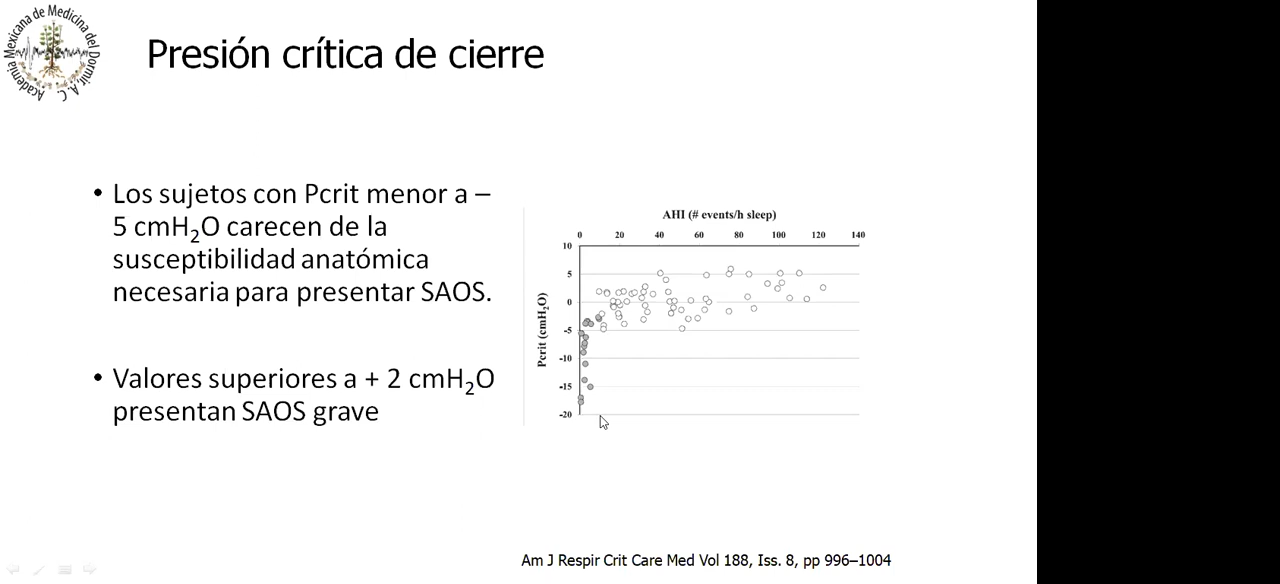 Academia Mexicana de Medicina del Dormir, A. C.
Presión crítica de cierre
• Los sujetos con Pcrit menor a –
5 cmH₂O carecen de la
susceptibilidad anatómica
necesaria para presentar SAOS.
• Valores superiores a + 2 cmH₂O
presentan SAOS grave
AHI (# events/h sleep)
0 20 40 60 80 100 120 140
Pcrit (cmH₂O)
10
5
0
-5
-10
-15
-20
Am J Respir Crit Care Med Vol 188, Iss. 8, pp 996–1004